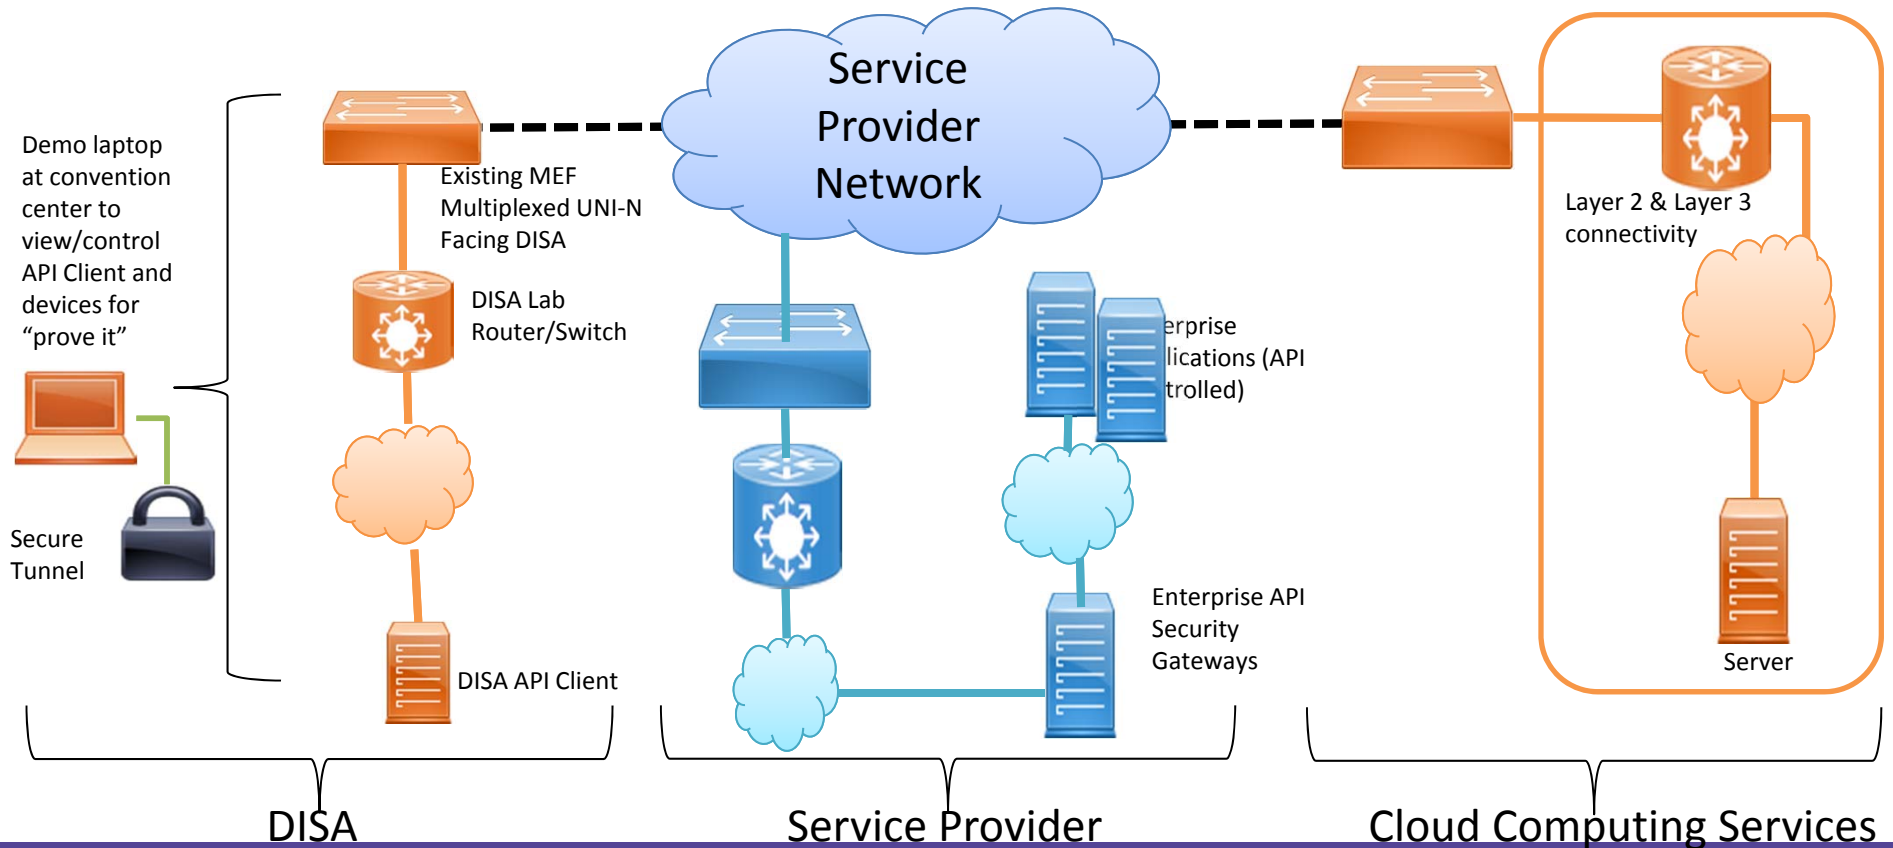 Service
Provider
Network
Demo laptop
at convention
center to
view/control
API Client and
devices for
“prove it”
Secure
Tunnel
Existing MEF
Multiplexed UNI-N
Facing DISA
DISA Lab
Router/Switch
DISA API Client
erprise
lications (API
trolled)
Enterprise API
Security
Gateways
Layer 2 & Layer 3
connectivity
Server
DISA
Service Provider
Cloud Computing Services